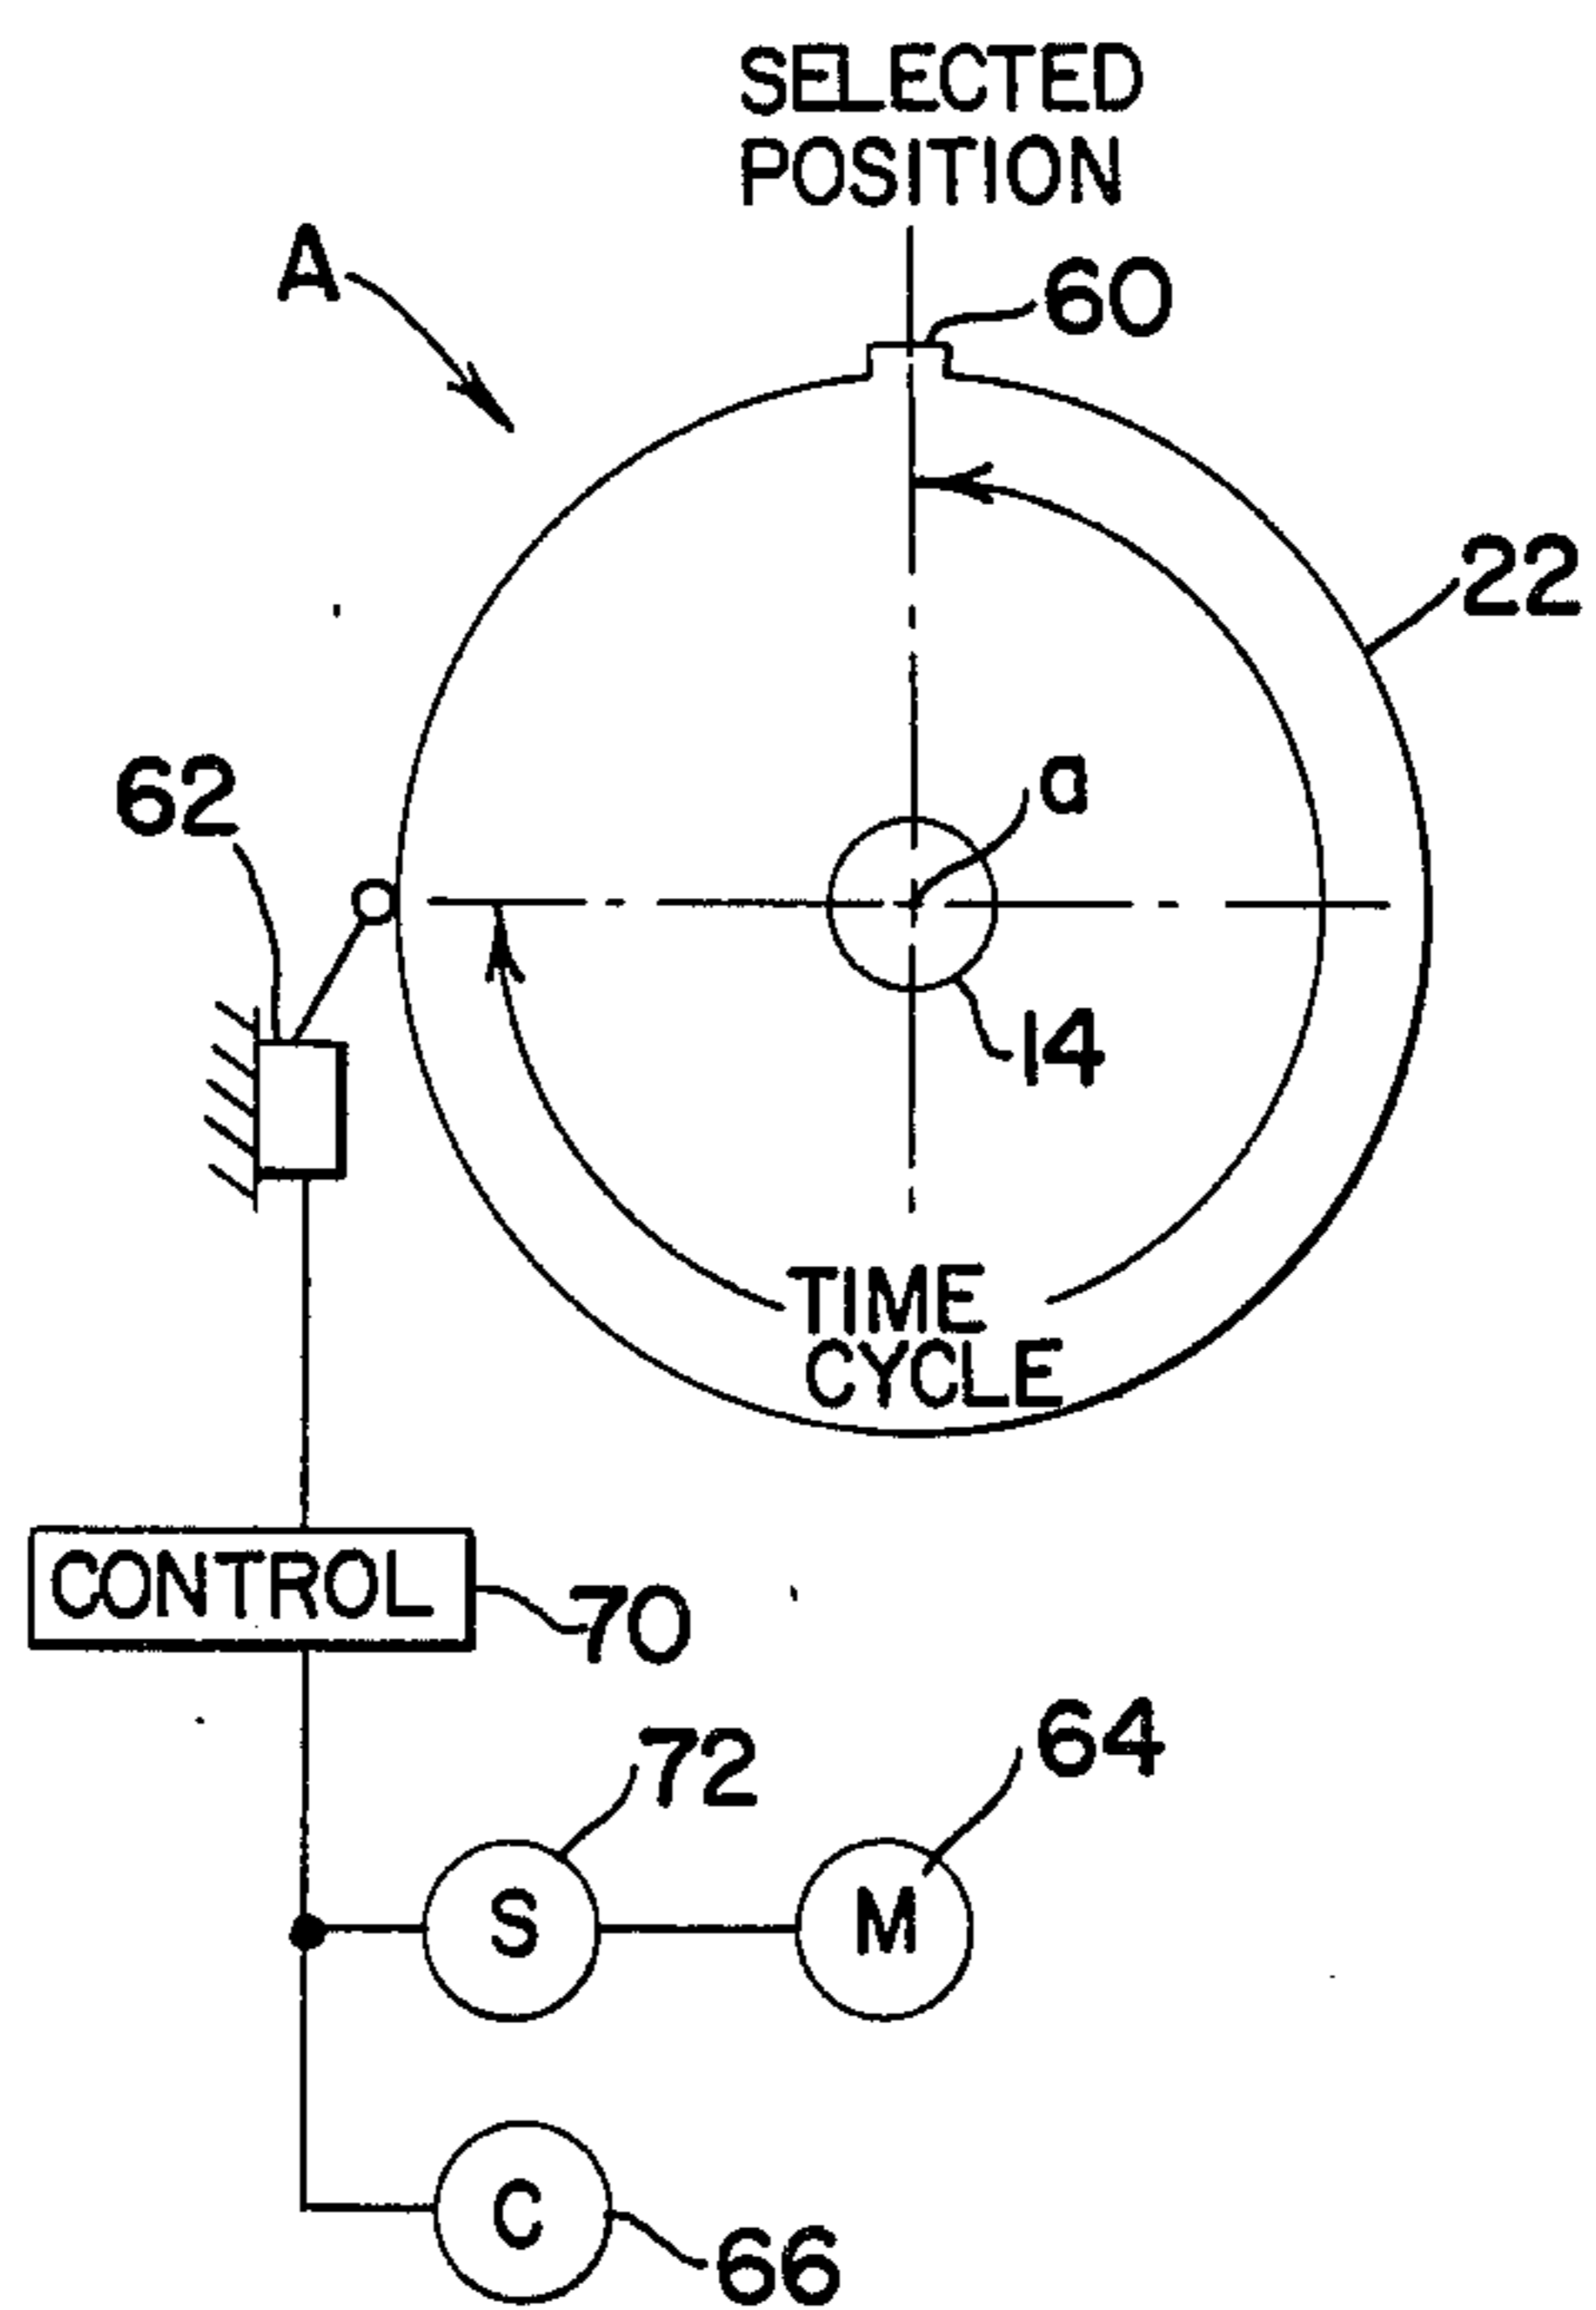 SELECTED
POSITION
A
60
22
62
a
14
TIME
CYCLE
CONTROL
70
72
64
S
M
C
66